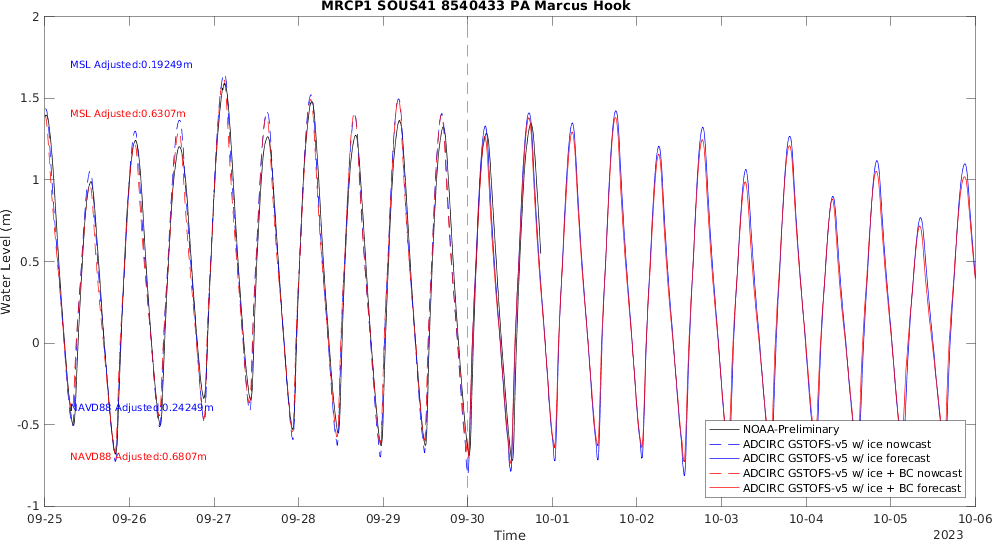 MRCP1 SOUS41 8540433 PA Marcus Hook
2
1.5
1
0.5
0
-0.5
-1
Water Level (m)
MSL Adjusted:0.19249m
MSL Adjusted:0.6307m
NAVD88 Adjusted:0.24249m
NAVD88 Adjusted:0.6807m
NOAA-Preliminary
ADCIRC GSTOFS-v5 w/ ice nowcast
ADCIRC GSTOFS-v5 w/ ice forecast
ADCIRC GSTOFS-v5 w/ ice + BC nowcast
ADCIRC GSTOFS-v5 w/ ice + BC forecast
09-25 09-26 09-27 09-28 09-29 09-30 10-01 10-02 10-03 10-04 10-05 10-06
Time
2023